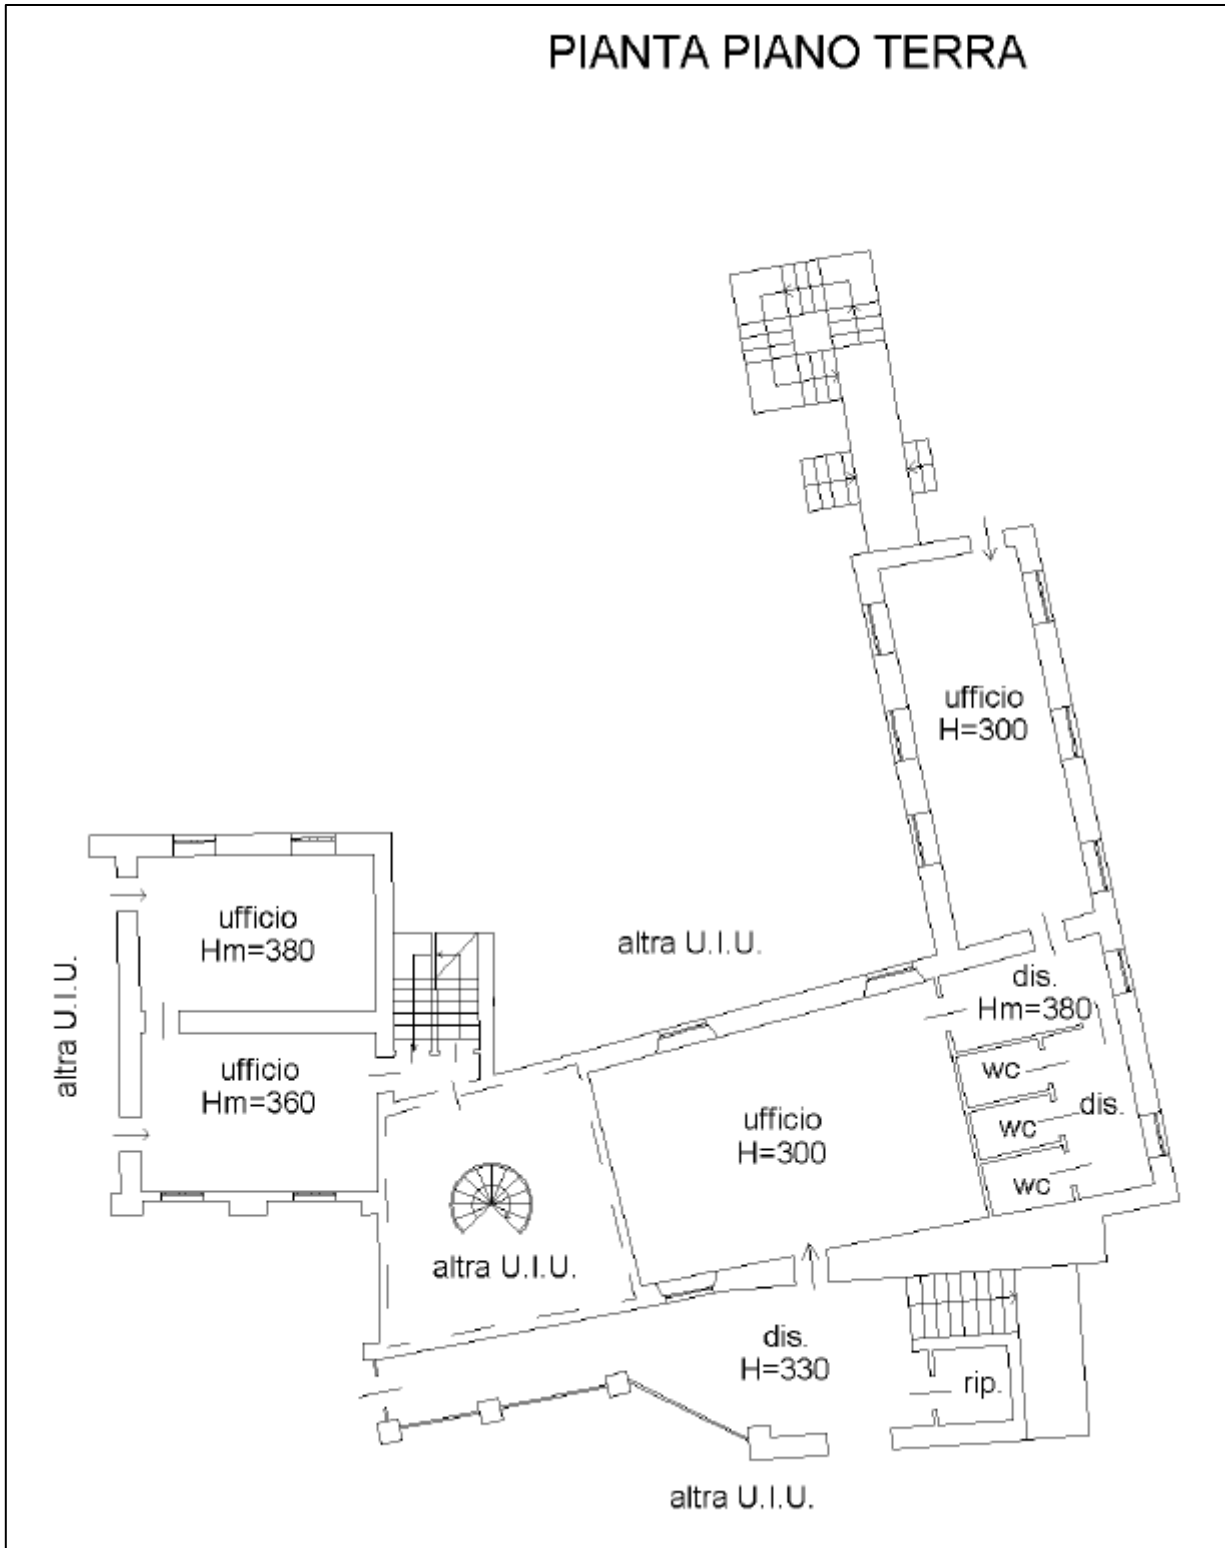 PIANTA PIANO TERRA
ufficio
H=300
ufficio
Hm=380
altra U.I.U.
altra U.I.U.
dis.
Hm=380
ufficio
Hm=360
wc
ufficio
H=300
wc
dis.
wc
altra U.I.U.
dis.
H=330
rip.
altra U.I.U.